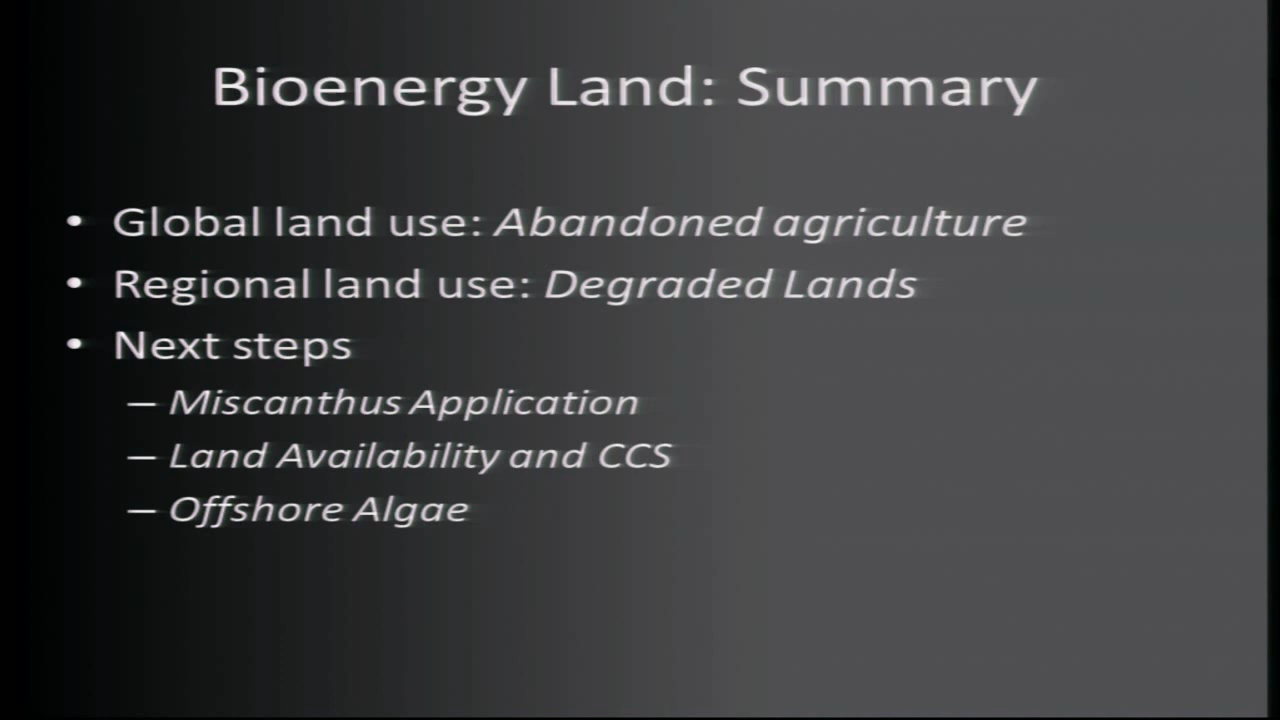 Bioenergy Land: Summary
• Global land use: Abandoned agriculture
• Regional land use: Degraded Lands
• Next steps
– Miscanthus Application
– Land Availability and CCS
– Offshore Algae